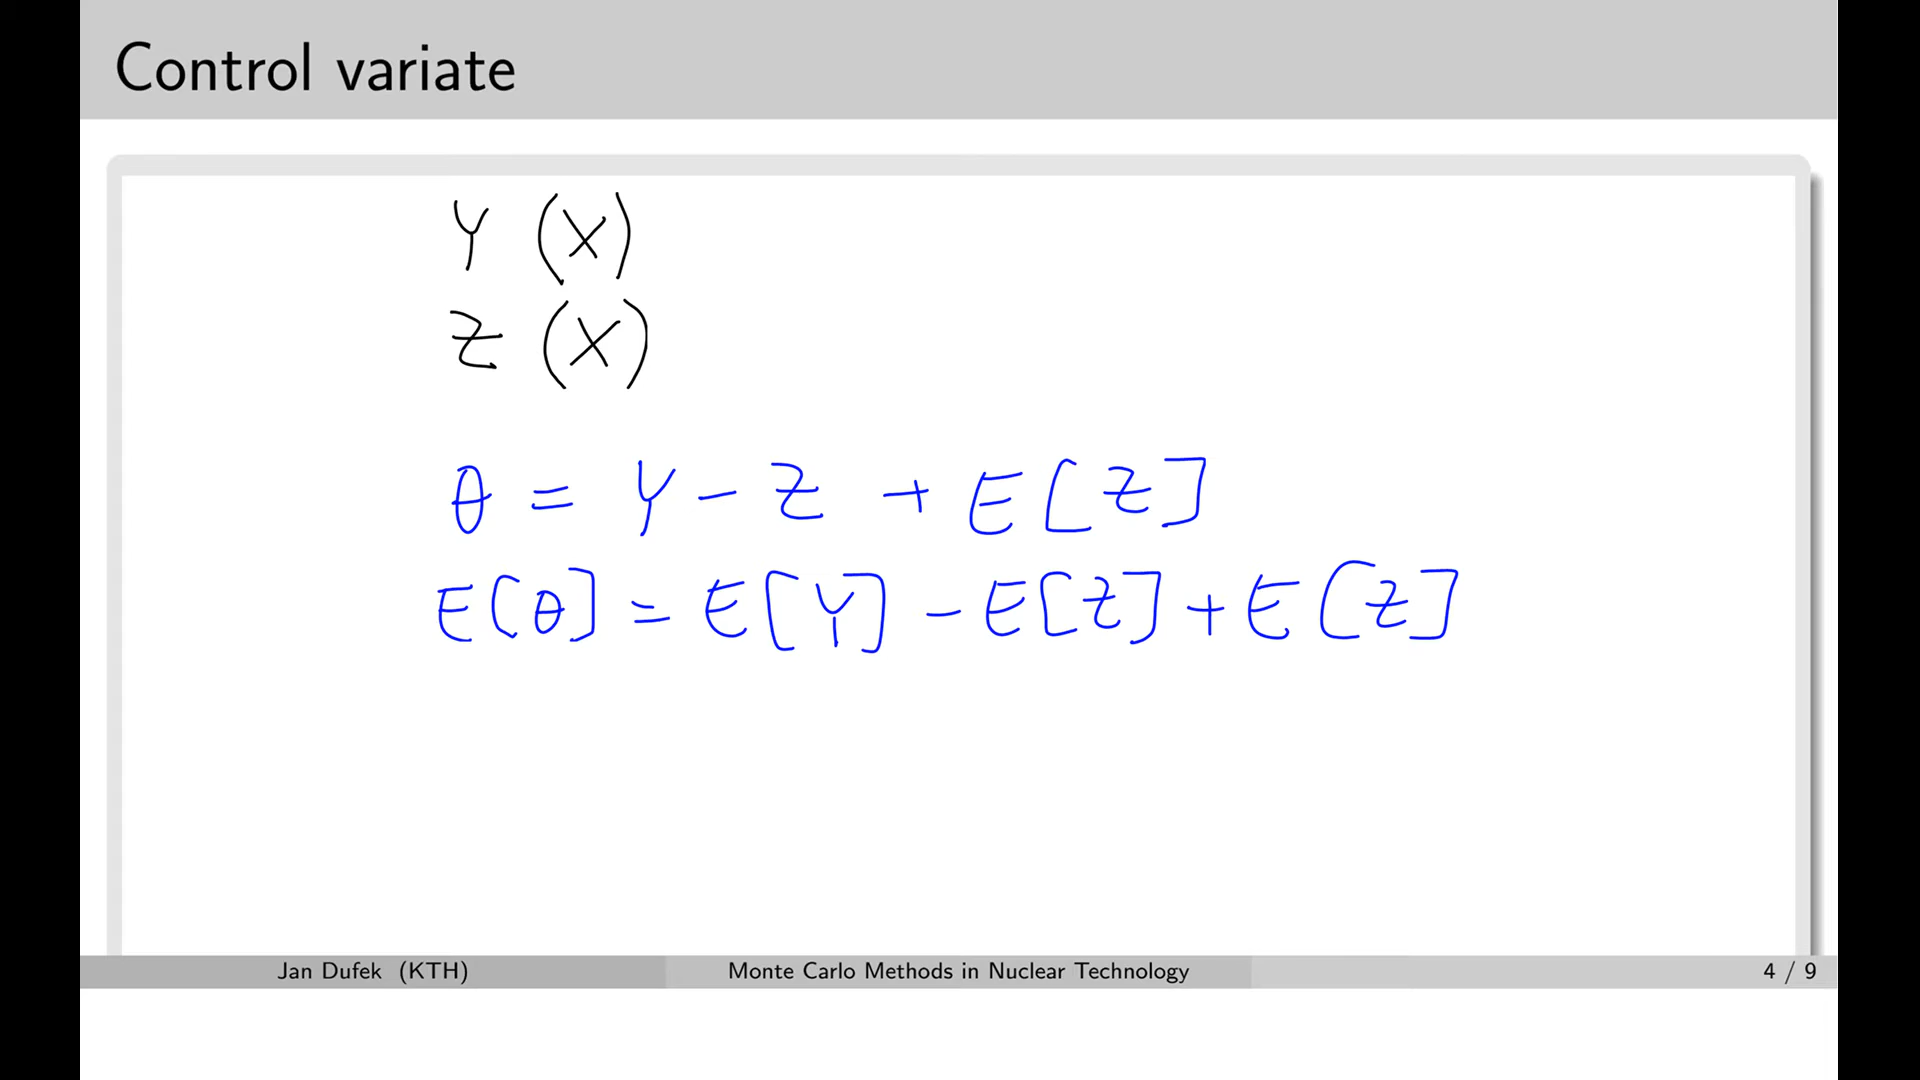 Control variate
Y (X)
Z (X)
θ = Y - Z + E[Z]
E[θ] = E[Y] - E[Z] + E[Z]
Jan Dufek (KTH) Monte Carlo Methods in Nuclear Technology 4 / 9